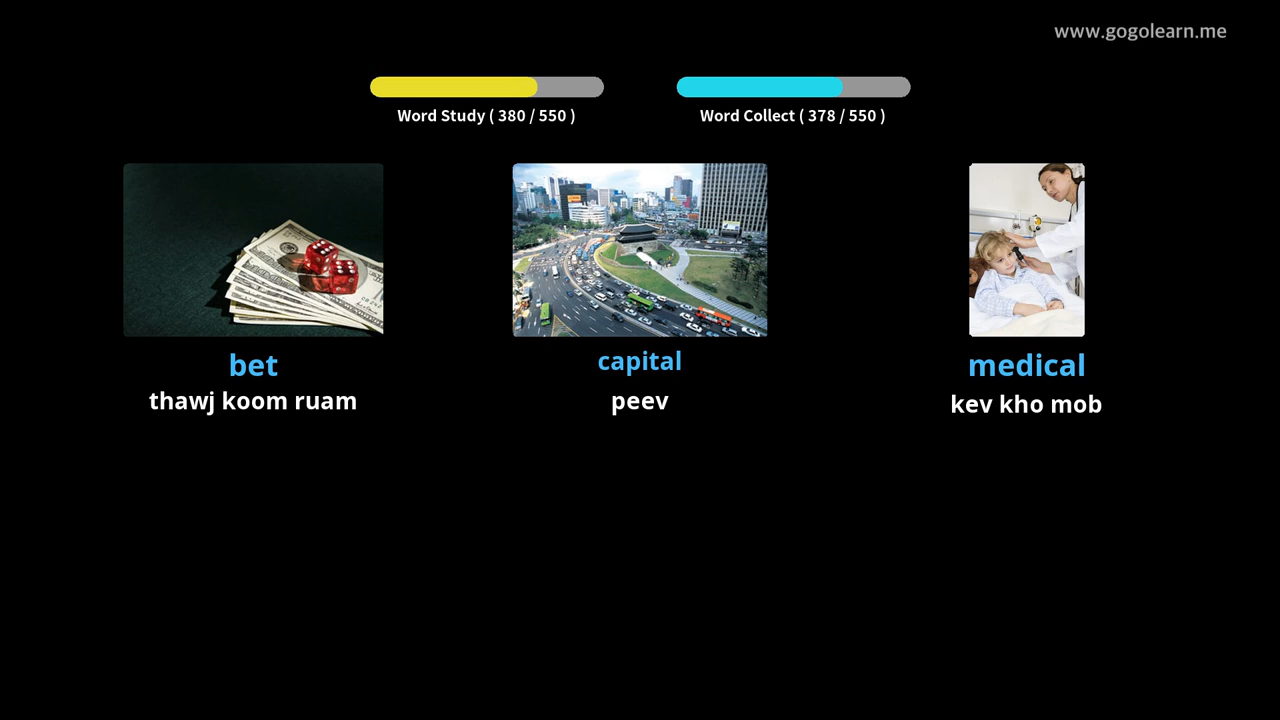 www.gogolearn.me
Word Study ( 380 / 550 )
Word Collect ( 378 / 550 )
bet
thawj koom ruam
capital
peev
medical
kev kho mob